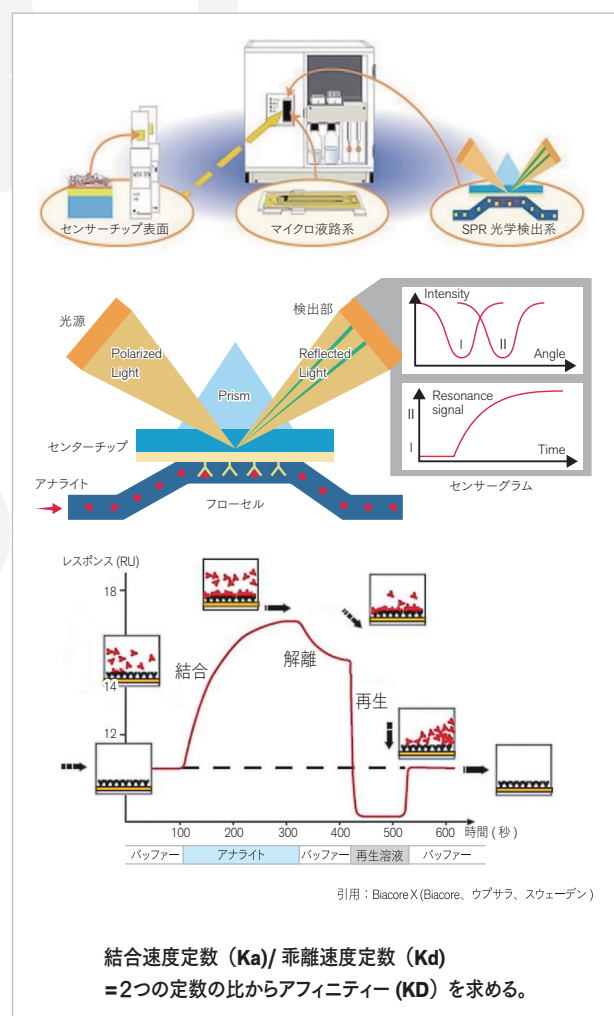 センサーチップ表面
マイクロ液路系
SPR 光学検出系
光源
検出部
Polarized
Light
Reflected
Light
Prism
センターチップ
アナライト
フローセル
Intensity
I
II
Angle
Resonance
signal
II
I
Time
センサーグラム
レスポンス (RU)
18
14
12
結合
解離
再生
100
200
300
400
500
600
時間 ( 秒 )
バッファー
アナライト
バッファー
再生溶液
バッファー
引用：Biacore X (Biacore、ウプサラ、スウェーデン )
結合速度定数（Ka)/ 乖離速度定数（Kd)
=2つの定数の比からアフィニティー (KD）を求める。